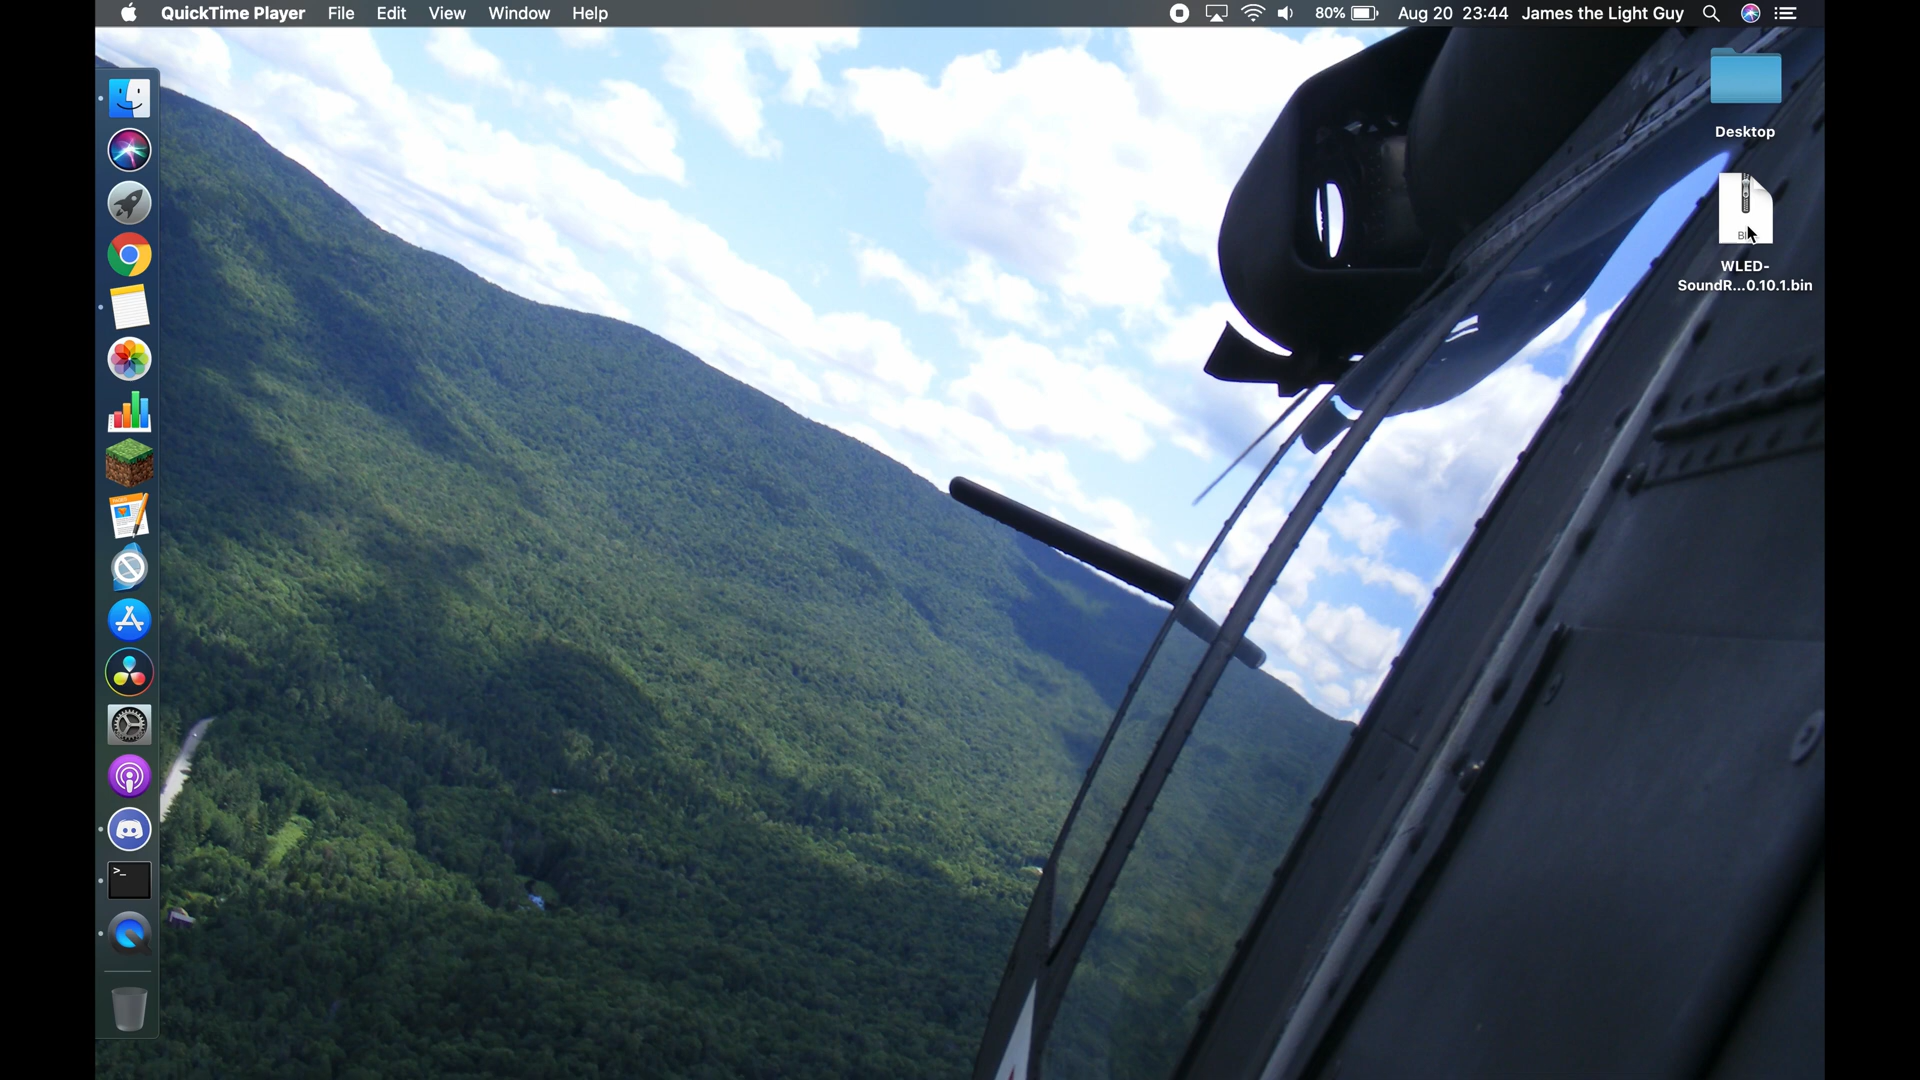 QuickTime Player File Edit View Window Help 80% Aug 20 23:44 James the Light Guy
Desktop
WLED-
SoundR...0.10.1.bin
PAGES
>_